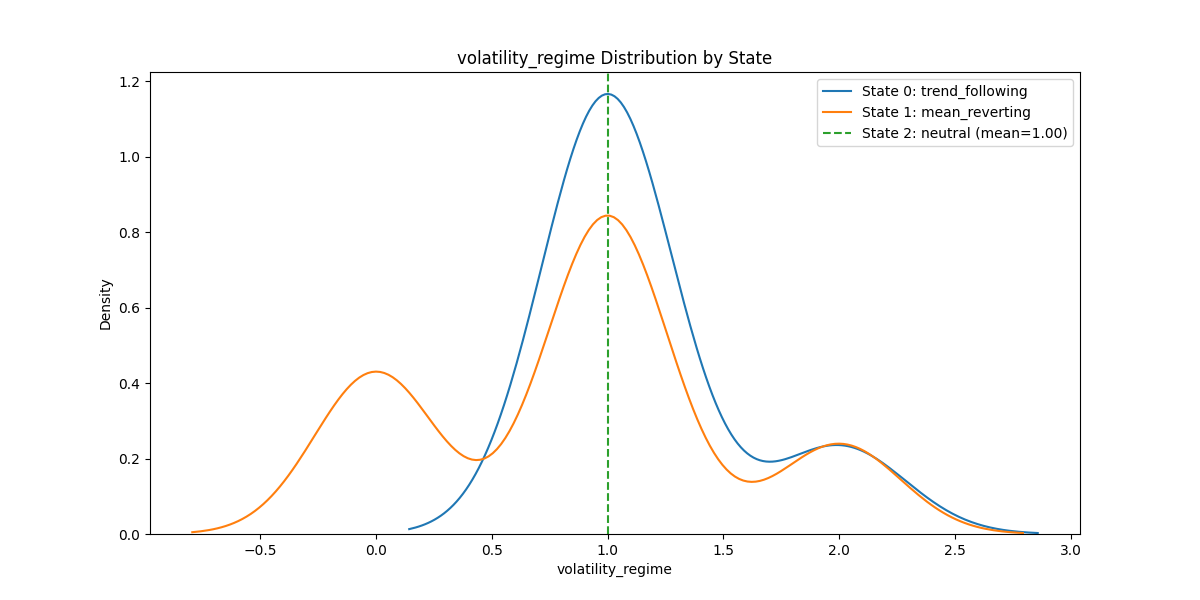 volatility_regime Distribution by State
State 0: trend_following
State 1: mean_reverting
State 2: neutral (mean=1.00)
Density
1.2
1.0
0.8
0.6
0.4
0.2
0.0
−0.5 0.0 0.5 1.0 1.5 2.0 2.5 3.0
volatility_regime